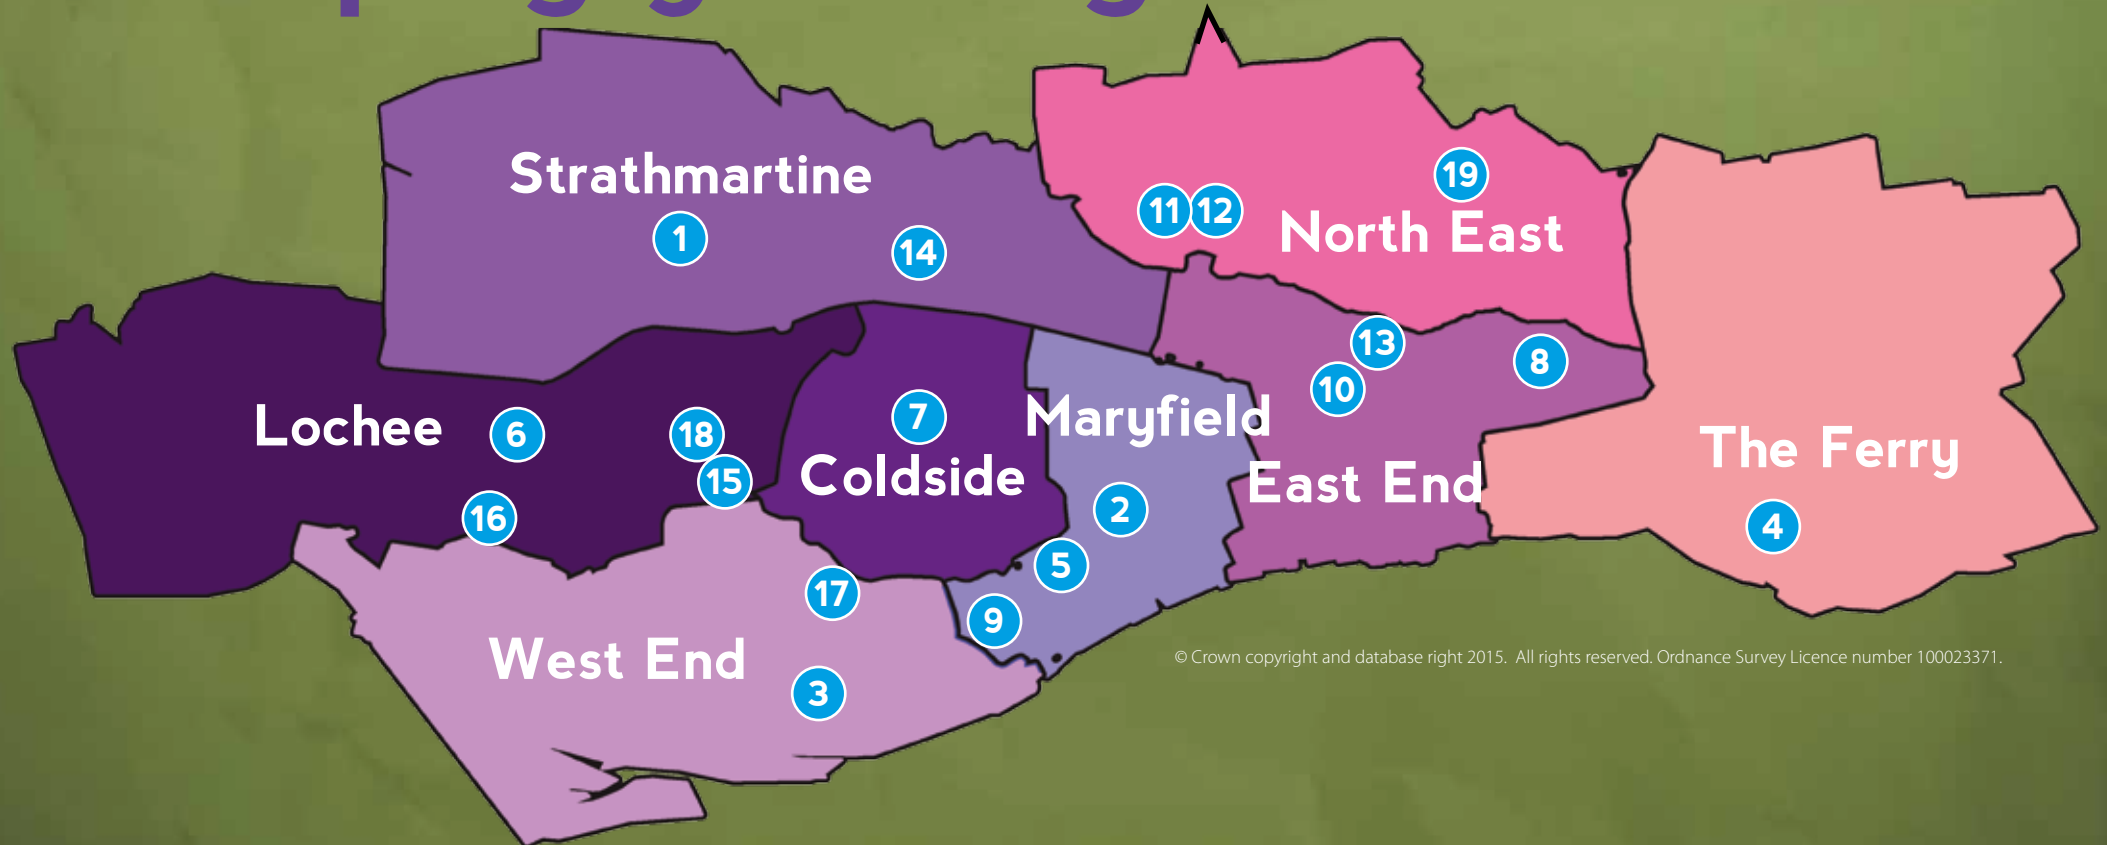 Strathmartine
1
14
11 12
19
North East
13
10
8
Lochee
6
18
15
16
7
Coldside
Maryfield
2
5
9
East End
The Ferry
4
West End
17
3
© Crown copyright and database right 2015. All rights reserved. Ordnance Survey Licence number 100023371.